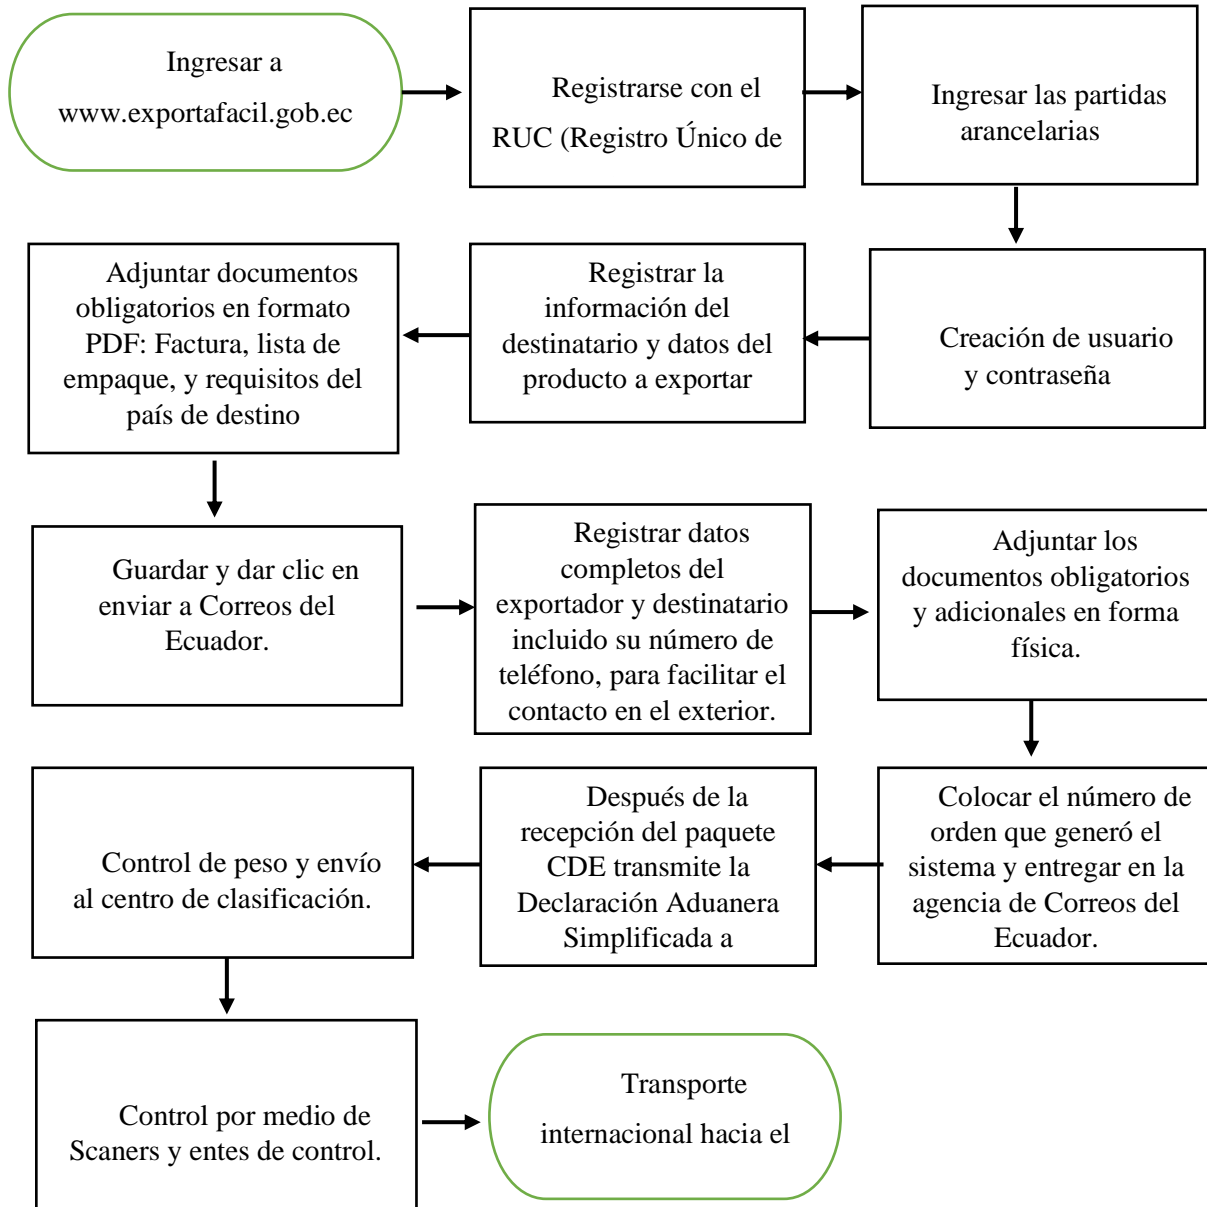 Ingresar a
www.exportafacil.gob.ec
Registrarse con el
RUC (Registro Único de
Ingresar las partidas
arancelarias
Creación de usuario
y contraseña
Registrar la
información del
destinatario y datos del
producto a exportar
Adjuntar documentos
obligatorios en formato
PDF: Factura, lista de
empaque, y requisitos del
país de destino
Guardar y dar clic en
enviar a Correos del
Ecuador.
Registrar datos
completos del
exportador y destinatario
incluido su número de
teléfono, para facilitar el
contacto en el exterior.
Adjuntar los
documentos obligatorios
y adicionales en forma
física.
Colocar el número de
orden que generó el
sistema y entregar en la
agencia de Correos del
Ecuador.
Después de la
recepción del paquete
CDE transmite la
Declaración Aduanera
Simplificada a
Control de peso y envío
al centro de clasificación.
Control por medio de
Scaners y entes de control.
Transporte
internacional hacia el